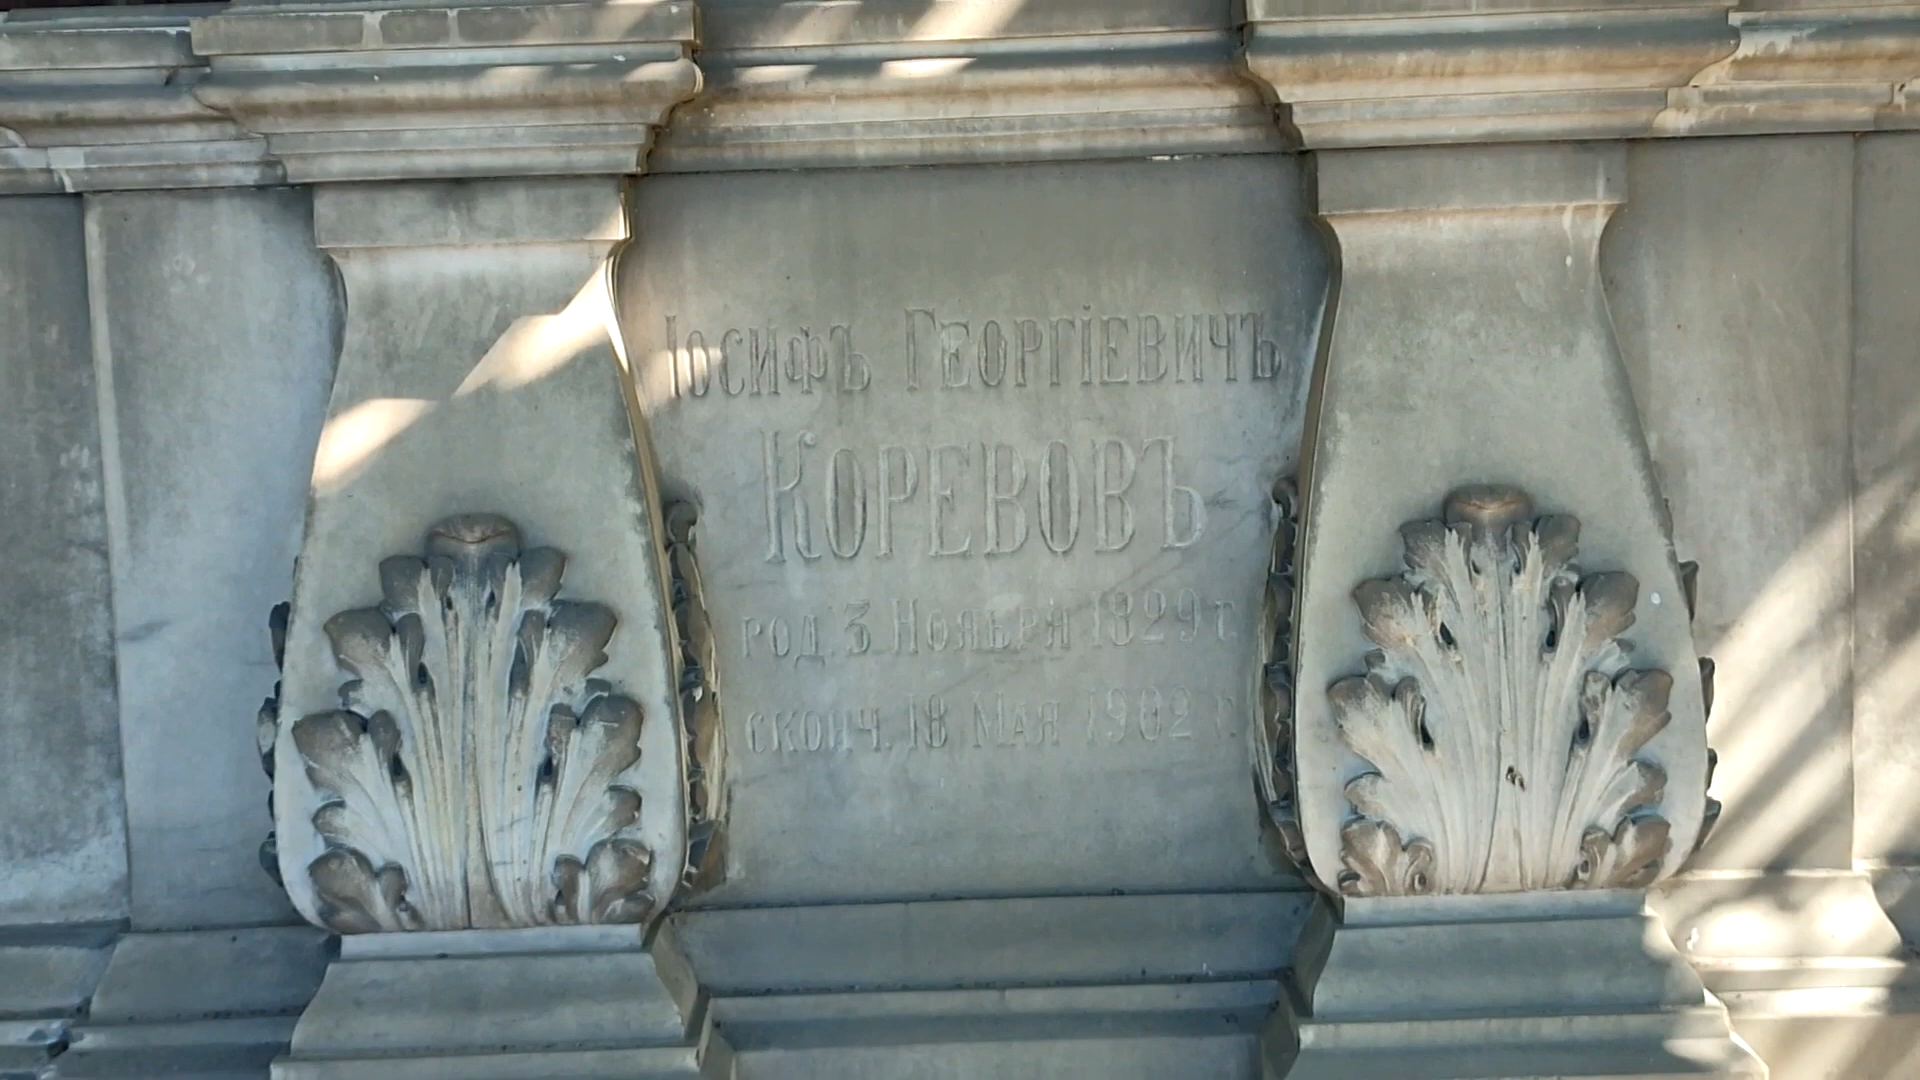 Іосифъ Георгіевичъ
Коревовъ
род. 3 Ноября 1829 г.
сконч. 18 Мая 1902 г.